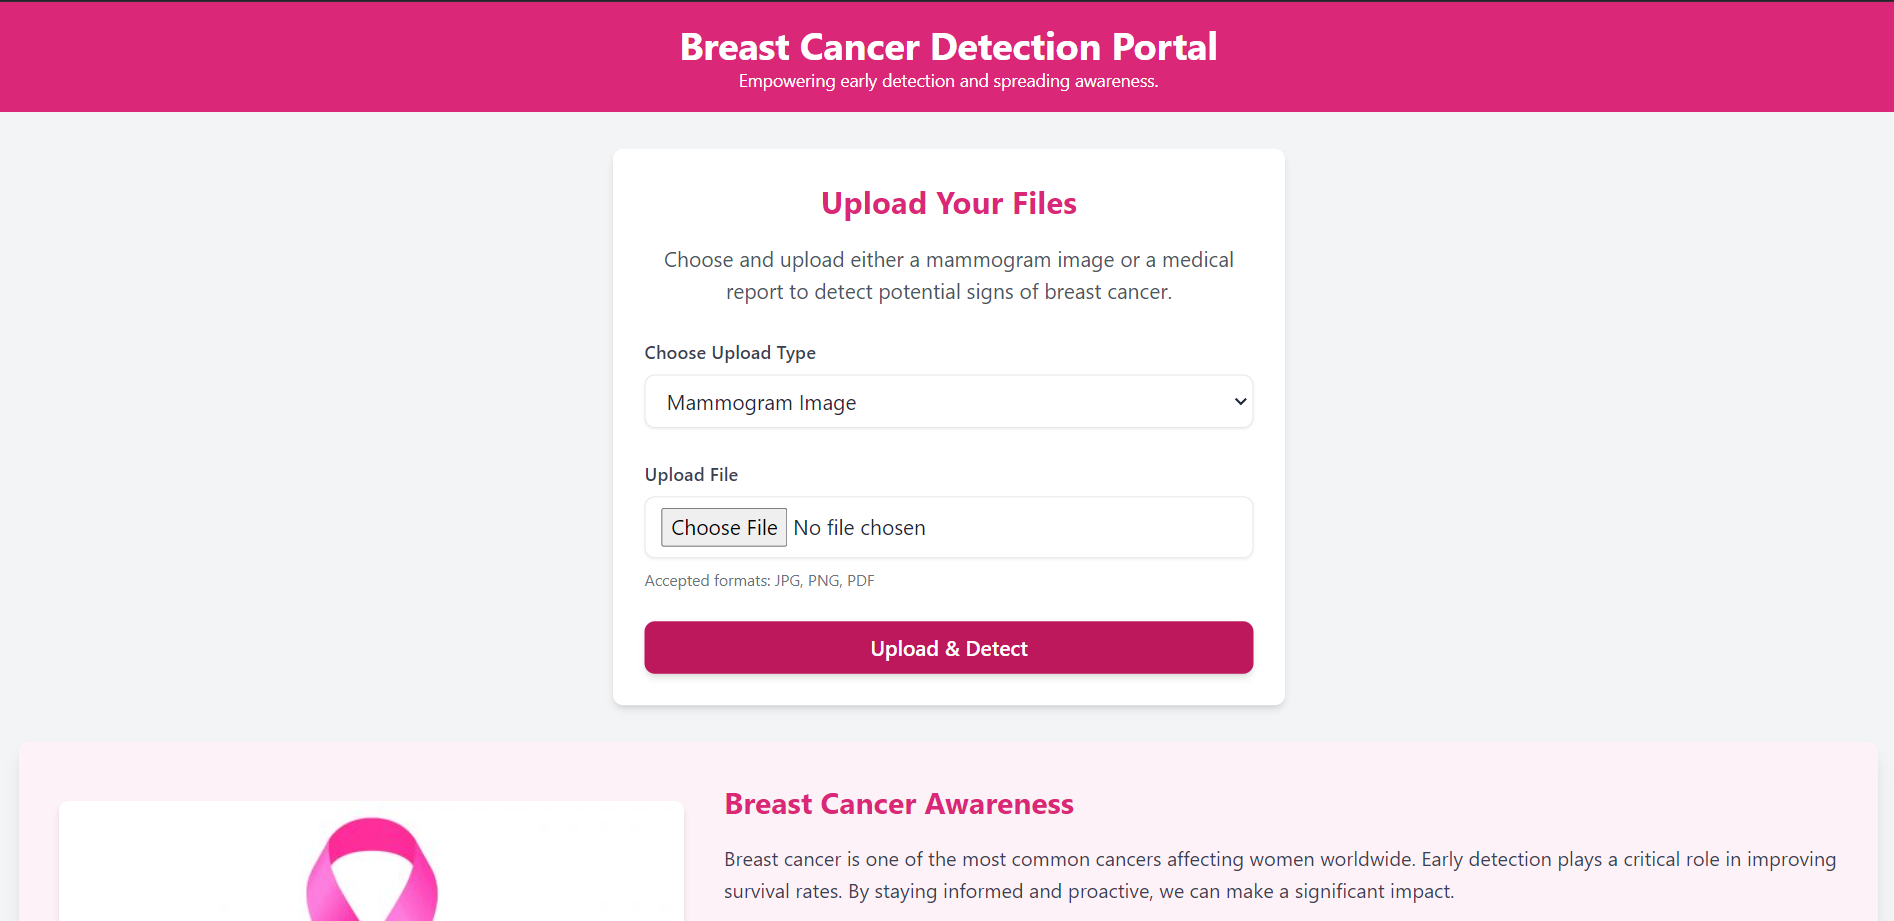 Breast Cancer Detection Portal
Empowering early detection and spreading awareness.
Upload Your Files
Choose and upload either a mammogram image or a medical
report to detect potential signs of breast cancer.
Choose Upload Type
Mammogram Image
Upload File
Choose File No file chosen
Accepted formats: JPG, PNG, PDF
Upload & Detect
Breast Cancer Awareness
Breast cancer is one of the most common cancers affecting women worldwide. Early detection plays a critical role in improving
survival rates. By staying informed and proactive, we can make a significant impact.